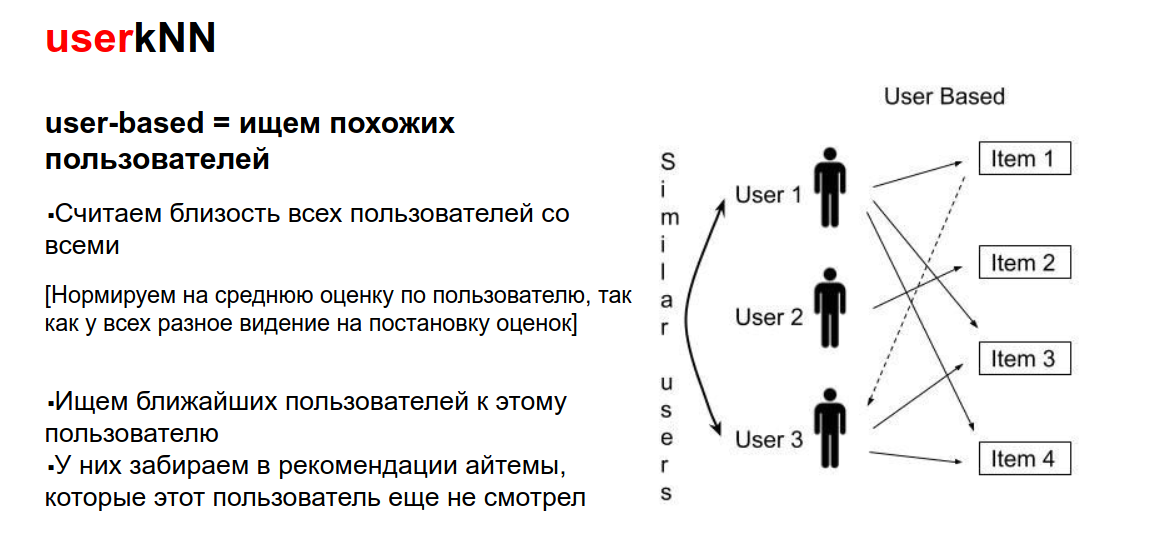 userkNN
user-based = ищем похожих
пользователей
▪Считаем близость всех пользователей со
всеми
[Нормируем на среднюю оценку по пользователю, так
как у всех разное видение на постановку оценок]
▪Ищем ближайших пользователей к этому
пользователю
▪У них забираем в рекомендации айтемы,
которые этот пользователь еще не смотрел
User Based
Similar users
User 1
User 2
User 3
Item 1
Item 2
Item 3
Item 4